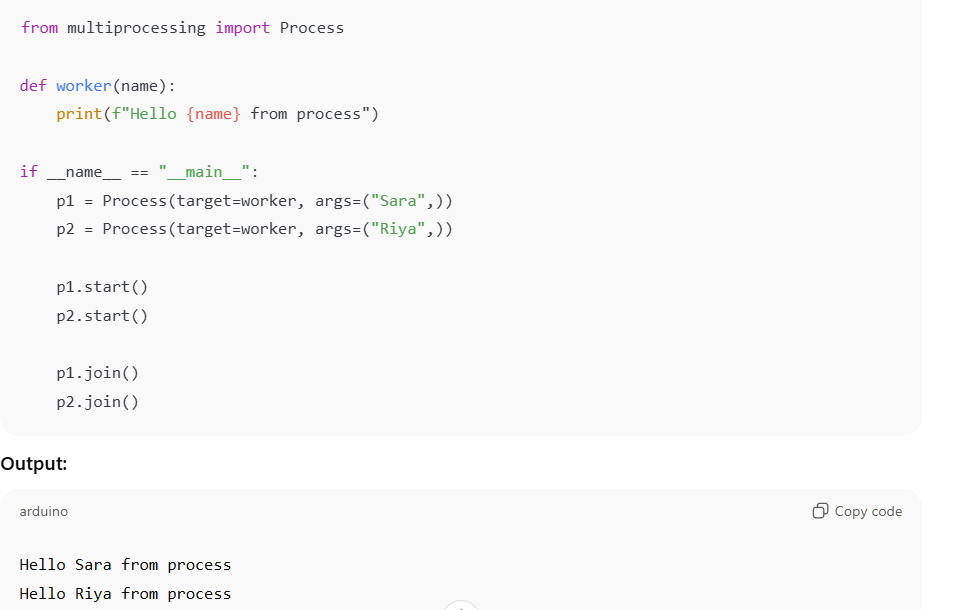 from multiprocessing import Process
def worker(name):
    print(f"Hello {name} from process")
if __name__ == "__main__":
    p1 = Process(target=worker, args=("Sara",))
    p2 = Process(target=worker, args=("Riya",))
    p1.start()
    p2.start()
    p1.join()
    p2.join()
Output:
arduino
Copy code
Hello Sara from process
Hello Riya from process